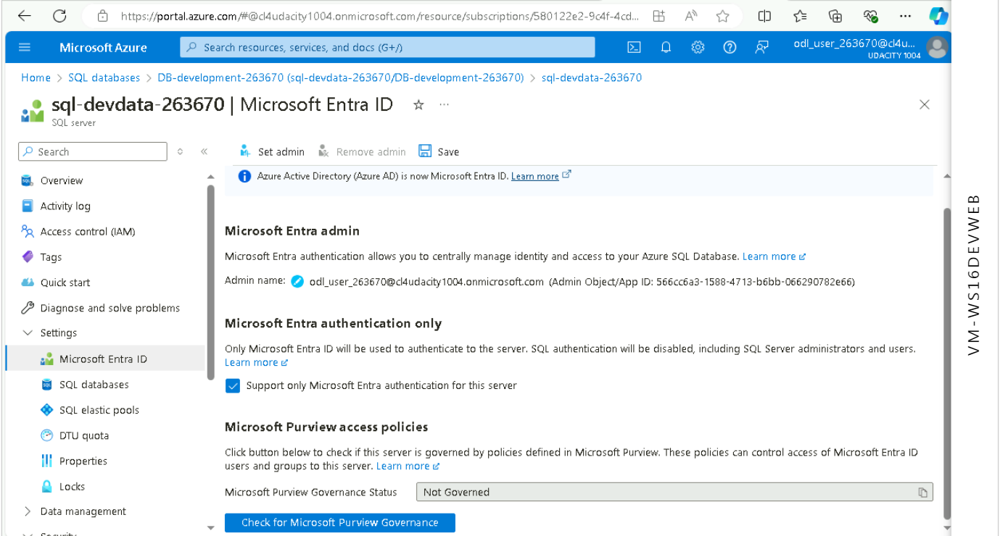 https://portal.azure.com/#@cl4udacity1004.onmicrosoft.com/resource/subscriptions/580122e2-9c4f-4cd...
Microsoft Azure
Search resources, services, and docs (G+/)
odl_user_263670@cl4u...
UDACITY 1004
Home > SQL databases > DB-development-263670 (sql-devdata-263670/DB-development-263670) > sql-devdata-263670
sql-devdata-263670 | Microsoft Entra ID
SQL server
Search
Set admin Remove admin Save
Azure Active Directory (Azure AD) is now Microsoft Entra ID. Learn more
Overview
Activity log
Access control (IAM)
Tags
Quick start
Diagnose and solve problems
Settings
Microsoft Entra ID
SQL databases
SQL elastic pools
DTU quota
Properties
Locks
Data management
Security
Microsoft Entra admin
Microsoft Entra authentication allows you to centrally manage identity and access to your Azure SQL Database. Learn more
Admin name: odl_user_263670@cl4udacity1004.onmicrosoft.com (Admin Object/App ID: 566cc6a3-1588-4713-b6bb-066290782e66)
Microsoft Entra authentication only
Only Microsoft Entra ID will be used to authenticate to the server. SQL authentication will be disabled, including SQL Server administrators and users.
Learn more
Support only Microsoft Entra authentication for this server
Microsoft Purview access policies
Click button below to check if this server is governed by policies defined in Microsoft Purview. These policies can control access of Microsoft Entra ID
users and groups to this server. Learn more
Microsoft Purview Governance Status Not Governed
Check for Microsoft Purview Governance
VM-WS16DEVWEB